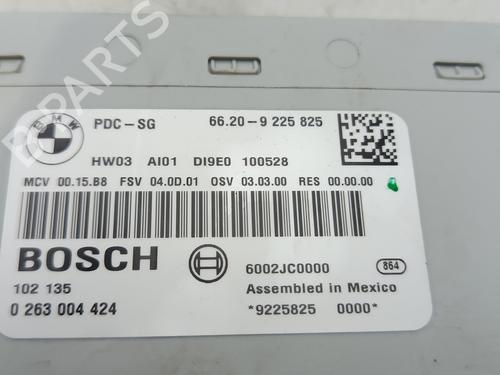 BMW
PDC-SG 66.20-9 225 825
HW03 AI01 DI9E0 100528
MCV 00.15.B8 FSV 04.0D.01 OSV 03.03.00 RES 00.00.00
BOSCH
6002JC0000 864
102 135 Assembled in Mexico
0 263 004 424 *9225825 0000*